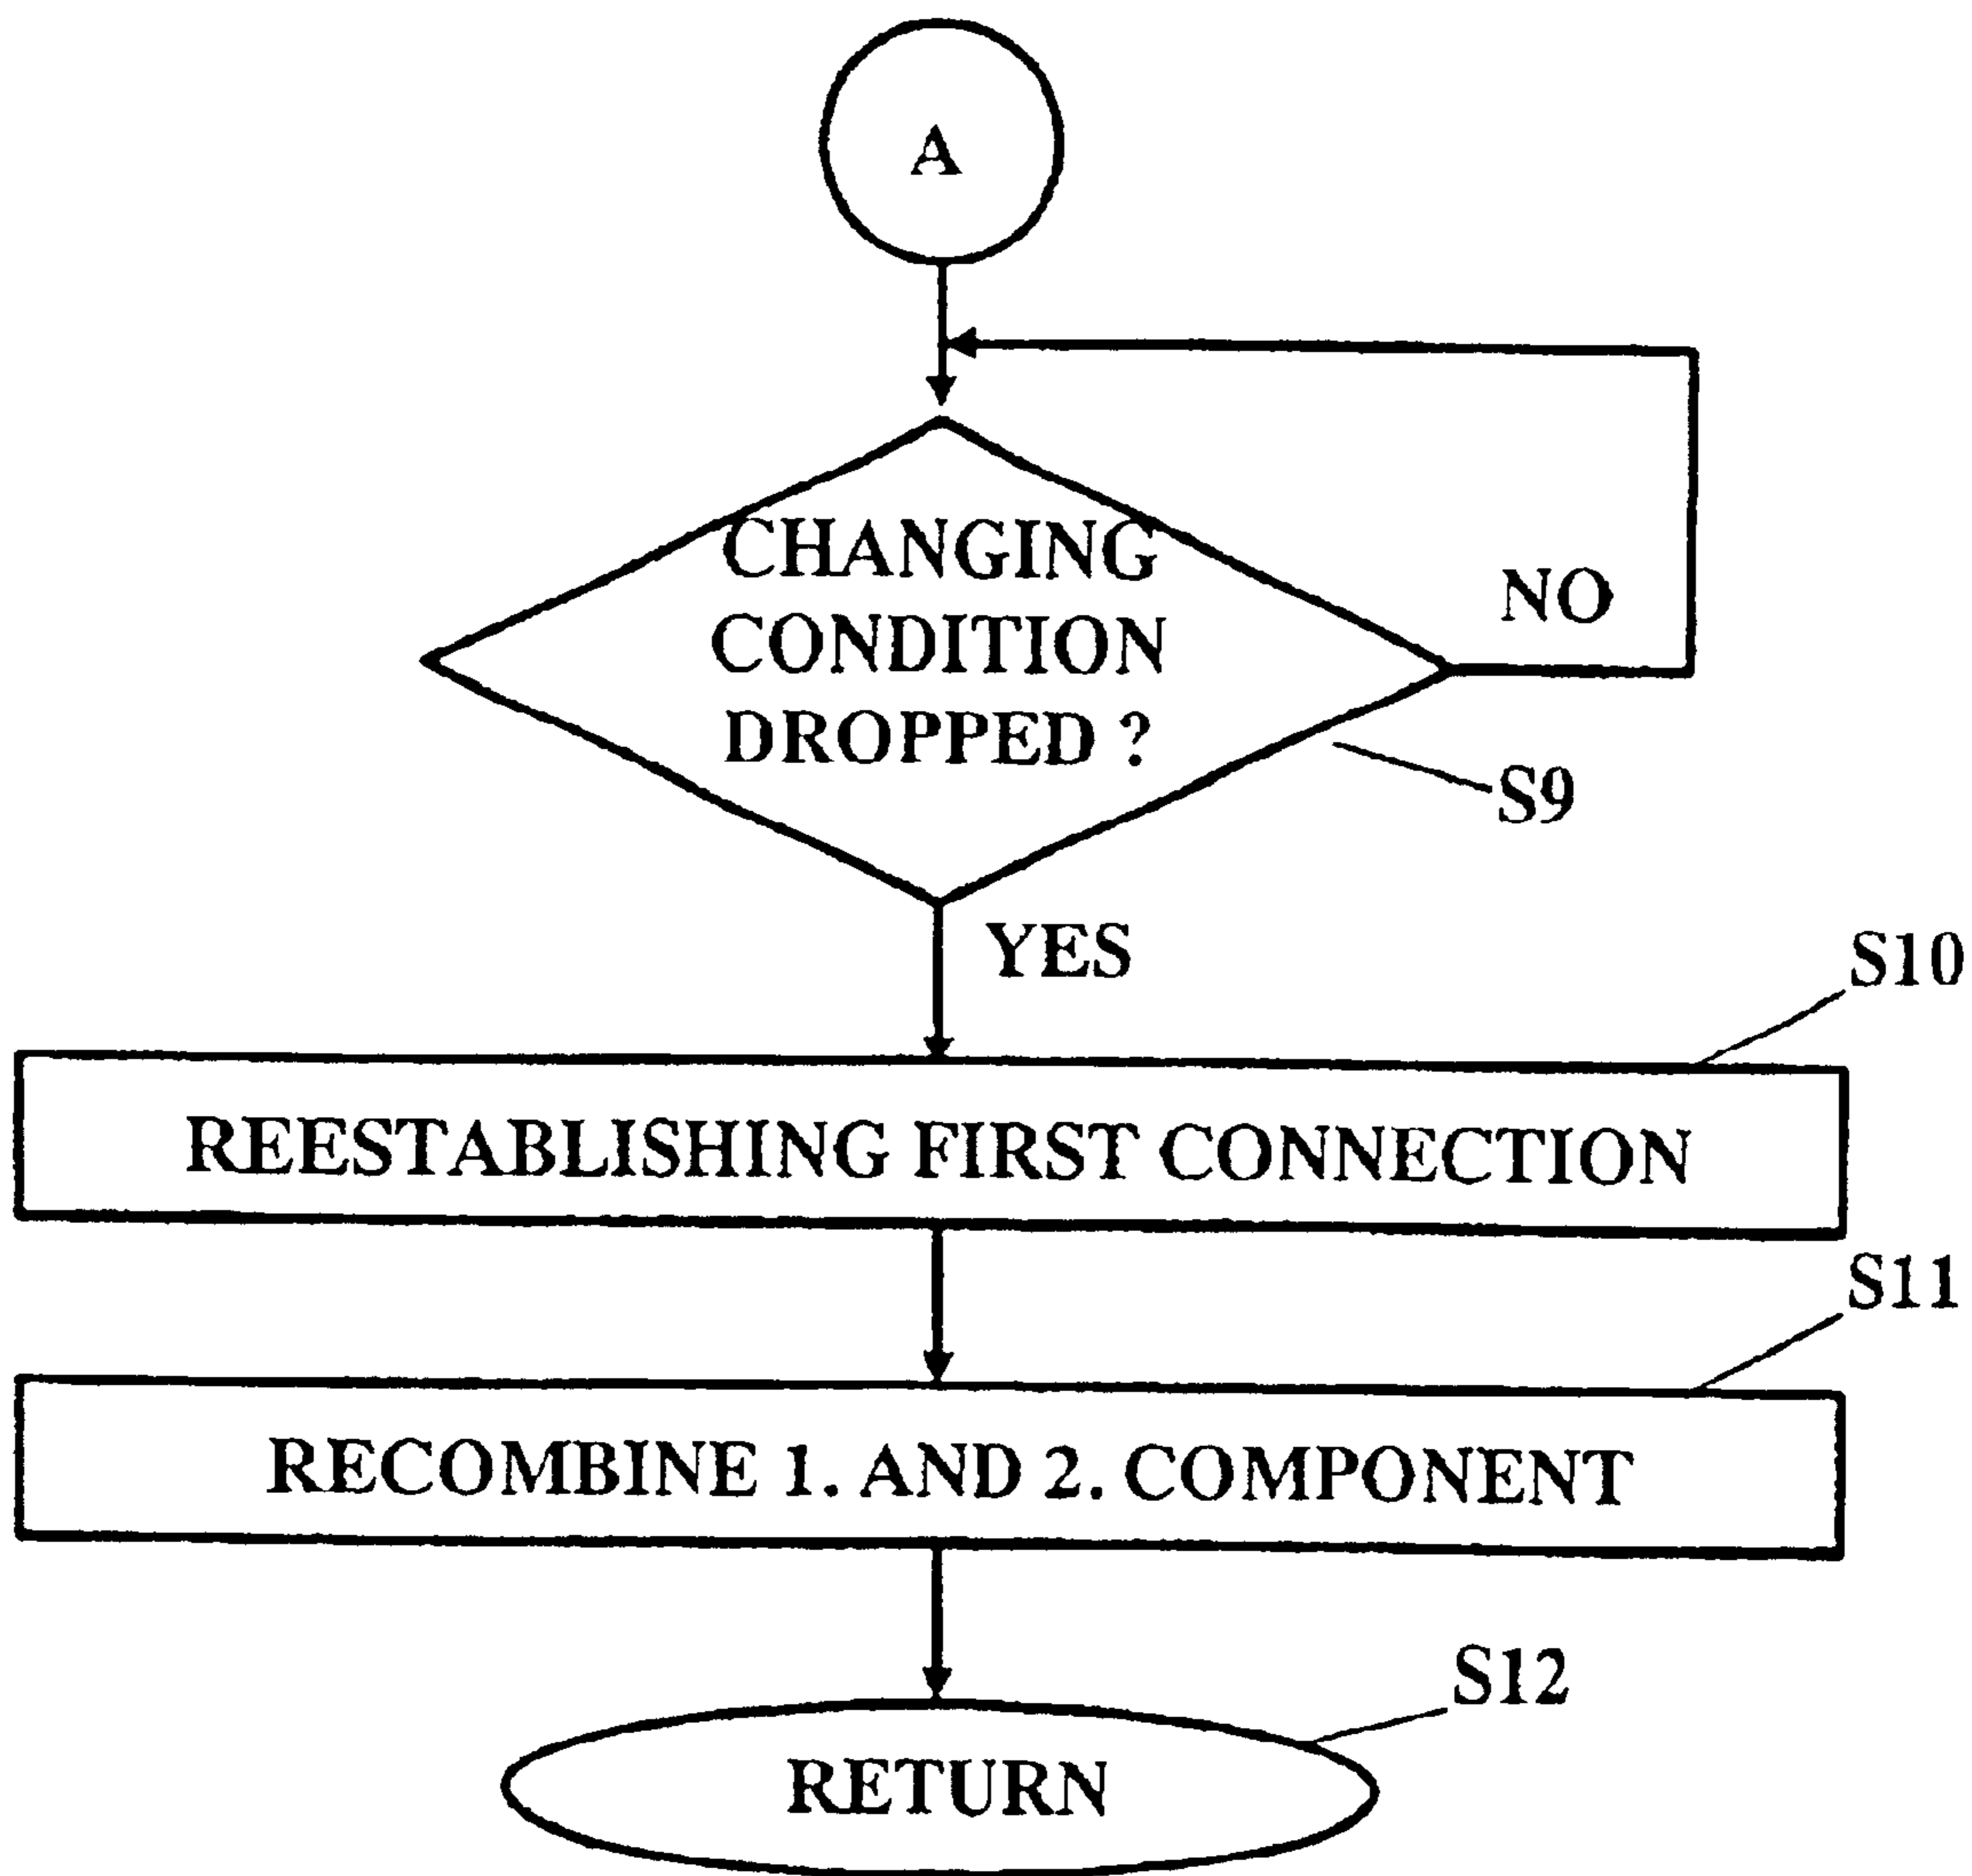 A
CHANGING
CONDITION
DROPPED ?
NO
S9
YES
S10
REESTABLISHING FIRST CONNECTION
S11
RECOMBINE 1. AND 2. COMPONENT
S12
RETURN